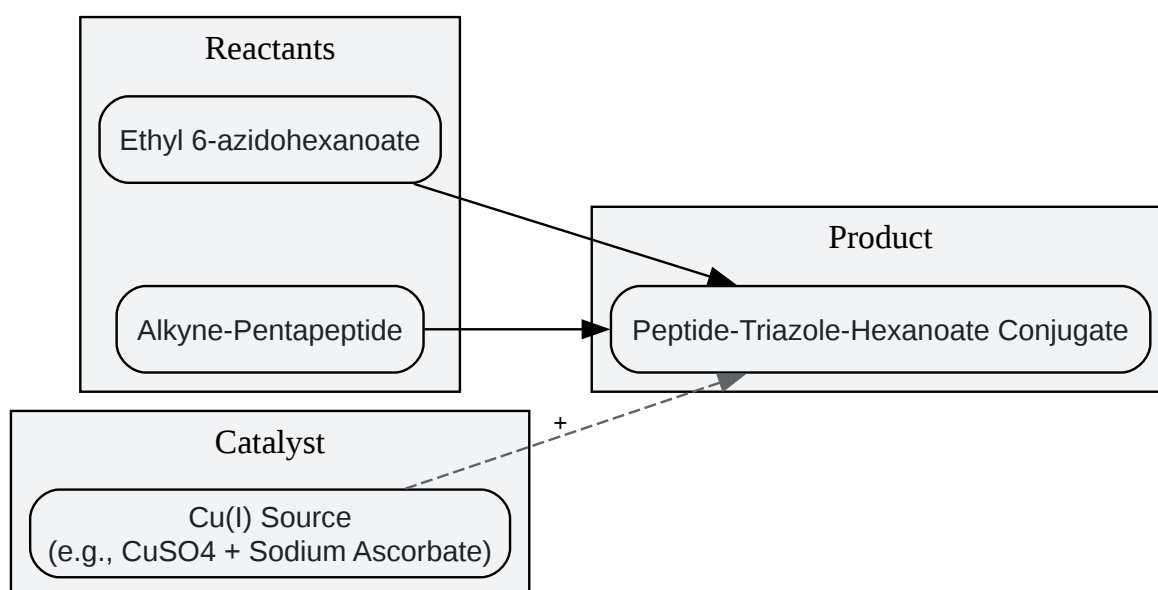 Reactants
Ethyl 6-azidohexanoate
Alkyne-Pentapeptide
Product
Peptide-Triazole-Hexanoate Conjugate
+
Catalyst
Cu(I) Source
(e.g., CuSO4 + Sodium Ascorbate)